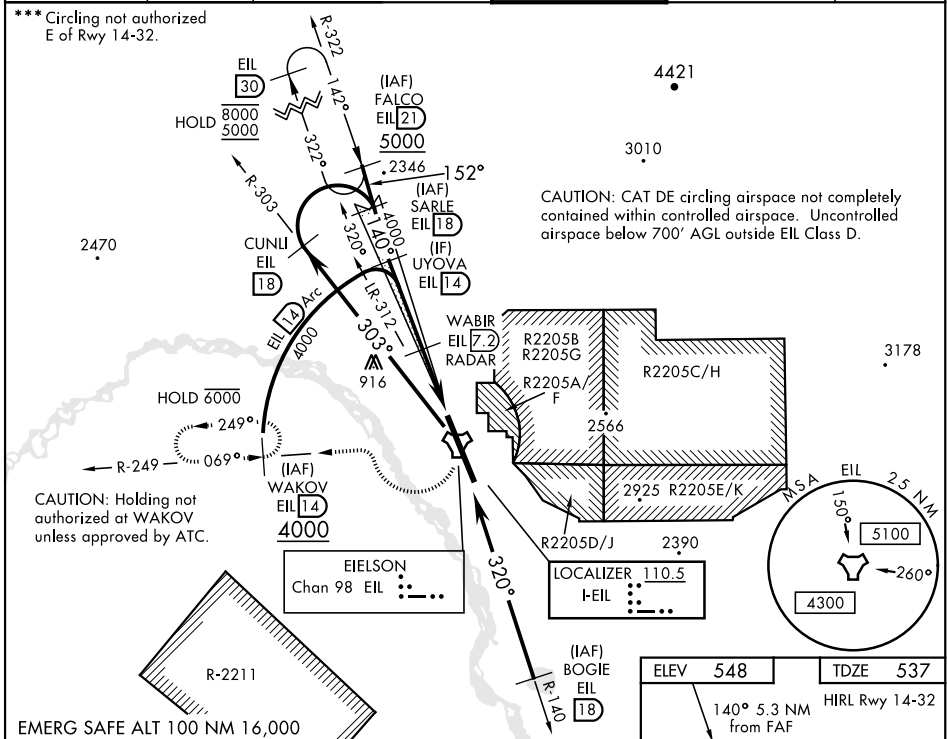 *** Circling not authorized
E of Rwy 14-32.
R-322
142°
EIL
30
HOLD 8000
5000
322°
(IAF)
FALCO
EIL 21
5000
4421
3010
2346
152°
R-303
(IAF)
SARLE
EIL 18
CAUTION: CAT DE circling airspace not completely
contained within controlled airspace. Uncontrolled
airspace below 700' AGL outside EIL Class D.
2470
CUNLI
EIL
18
320°
140°
4000
(IF)
UYOVA
EIL 14
EIL 14 Arc
4000
LR-312
303°
916
WABIR
EIL 7.2
RADAR
R2205B
R2205G
R2205A/
F
R2205C/H
3178
2566
HOLD 6000
249°
069°
R-249
(IAF)
WAKOV
EIL 14
4000
CAUTION: Holding not
authorized at WAKOV
unless approved by ATC.
2925 R2205E/K
R2205D/J
2390
MSA EIL 25 NM
150°
5100
260°
4300
EIELSON
Chan 98 EIL
LOCALIZER 110.5
I-EIL
320°
(IAF)
BOGIE
EIL
18
R-140
R-2211
EMERG SAFE ALT 100 NM 16,000
ELEV 548
TDZE 537
HIRL Rwy 14-32
140° 5.3 NM
from FAF